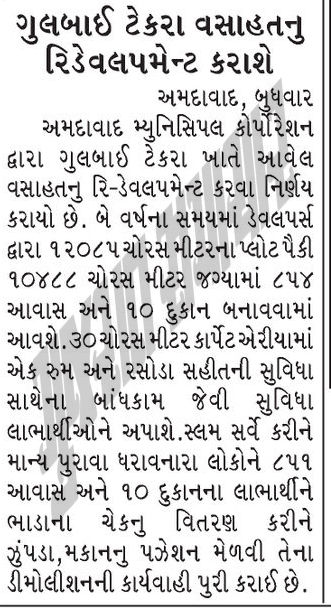 ગુલબાઈ ટેકરા વસાહતનુ
રિડેવલપમેન્ટ કરાશે
અમદાવાદ, બુધવાર
અમદાવાદ મ્યુનિસિપલ કોર્પોરેશન
દ્વારા ગુલબાઈ ટેકરા ખાતે આવેલ
વસાહતનુ રિ-ડેવલપમેન્ટ કરવા નિર્ણય
કરાયો છે. બે વર્ષના સમયમાં ડેવલપર્સ
દ્વારા ૧૨૦૮૫ ચોરસ મીટરના પ્લોટ પૈકી
૧૦૪૮૮ ચોરસ મીટર જગ્યામાં ૮૫૪
આવાસ અને ૧૦ દુકાન બનાવવામાં
આવશે.૩૦ ચોરસ મીટર કાર્પેટ એરીયામાં
એક રુમ અને રસોડા સહીતની સુવિધા
સાથેના બાંધકામ જેવી સુવિધા
લાભાર્થીઓને અપાશે.સ્લમ સર્વે કરીને
માન્ય પુરાવા ધરાવનારા લોકોને ૮૫૧
આવાસ અને ૧૦ દુકાનના લાભાર્થીને
ભાડાના ચેકનુ વિતરણ કરીને
ઝુંપડા,મકાનનુ પઝેશન મેળવી તેના
ડીમોલીશનની કાર્યવાહી પુરી કરાઈ છે.